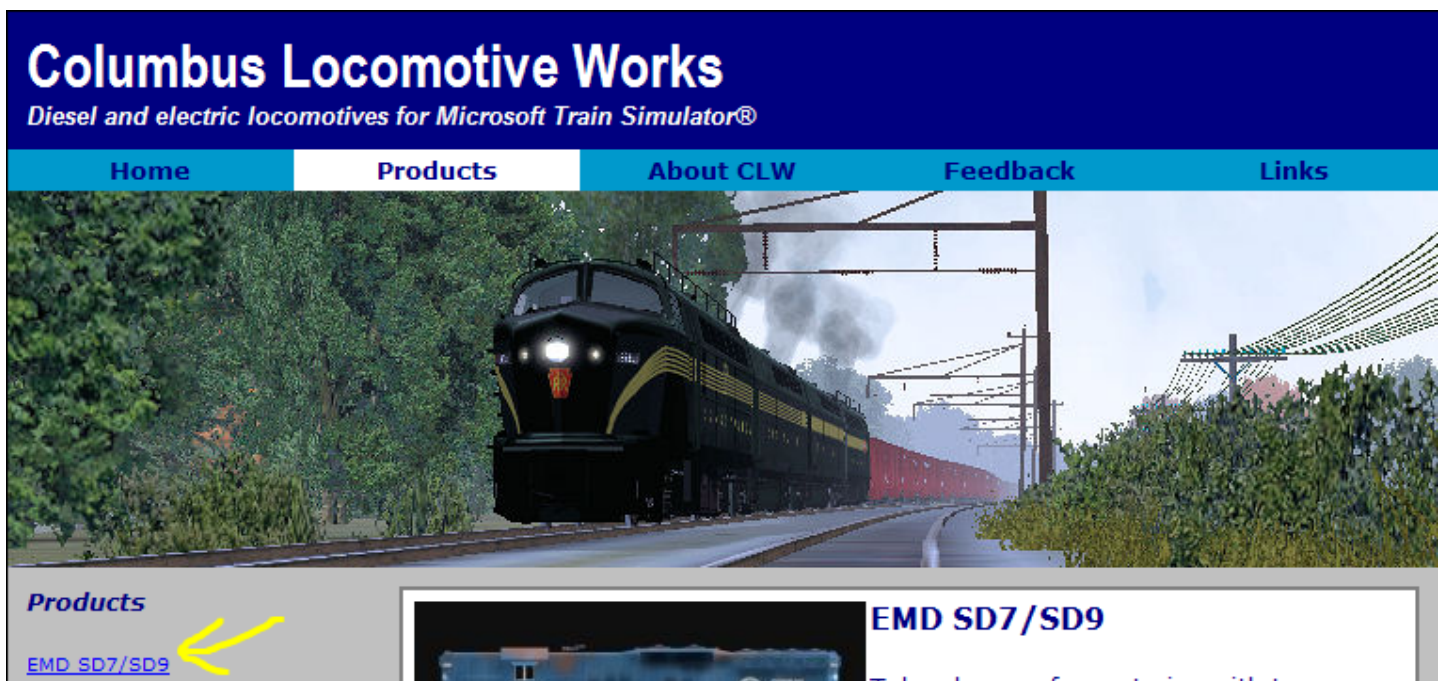 Columbus Locomotive Works
Diesel and electric locomotives for Microsoft Train Simulator®
Home Products About CLW Feedback Links
Products
EMD SD7/SD9
EMD SD7/SD9